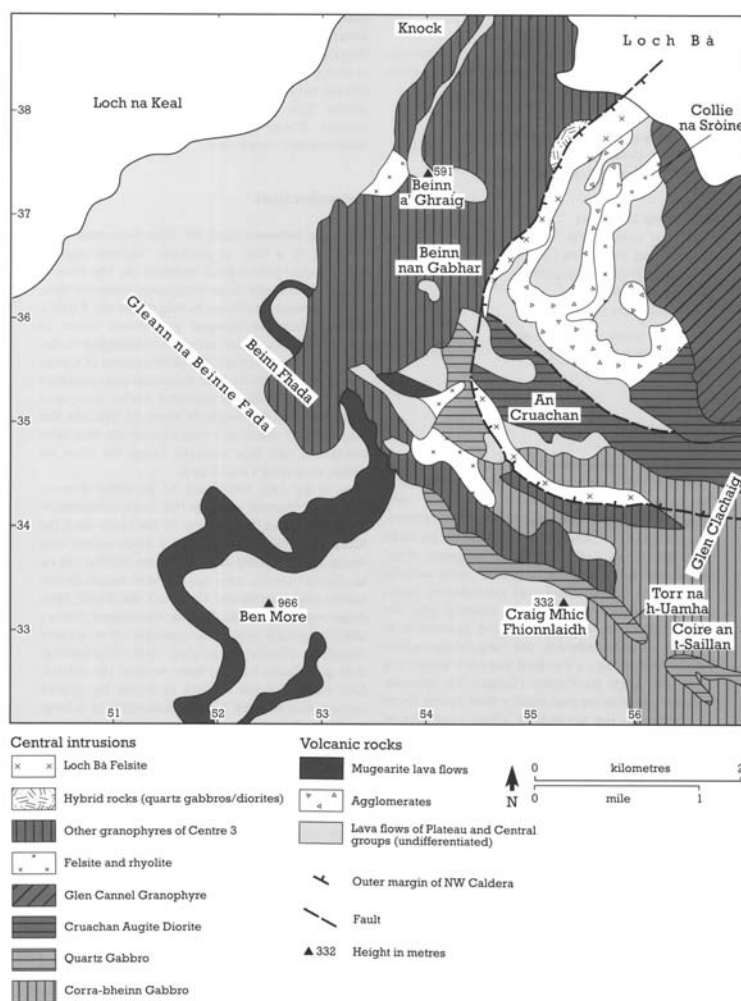 Knock
Loch Bà
Loch na Keal
Collie
na Sròine
38
591
Beinn
a' Ghraig
37
Beinn
nan Gabhar
36
Gleann na Beinne Fada
Beinn Fhada
35
An
Cruachan
34
Glen Clachaig
966
Ben More
332
Craig Mhic
Fhionnlaidh
Torr na
h-Uamha
33
Coire an
t-Saillan
51 52 53 54 55 56
Central intrusions
Loch Bà Felsite
Hybrid rocks (quartz gabbros/diorites)
Other granophyres of Centre 3
Felsite and rhyolite
Glen Cannel Granophyre
Cruachan Augite Diorite
Quartz Gabbro
Corra-bheinn Gabbro
Volcanic rocks
Mugearite lava flows
Agglomerates
Lava flows of Plateau and Central
groups (undifferentiated)
Outer margin of NW Caldera
Fault
332 Height in metres
N
0 kilometres 2
0 mile 1